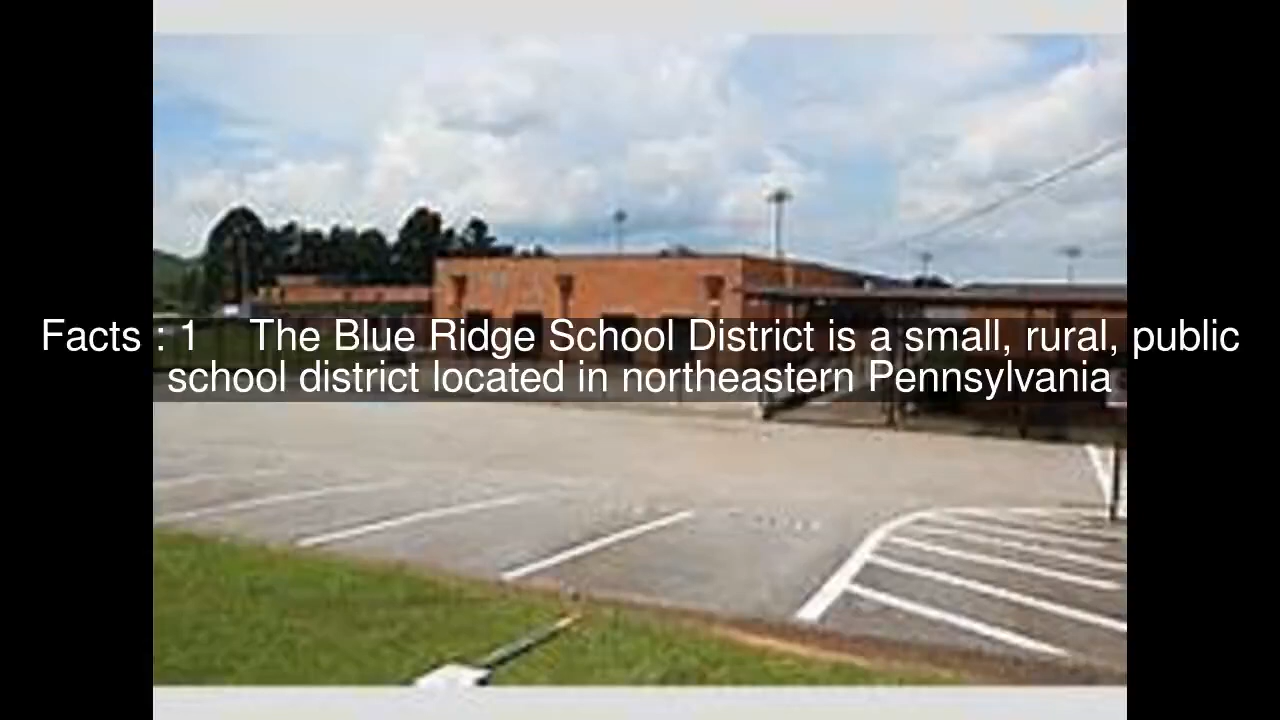 Facts : 1 The Blue Ridge School District is a small, rural, public
school district located in northeastern Pennsylvania